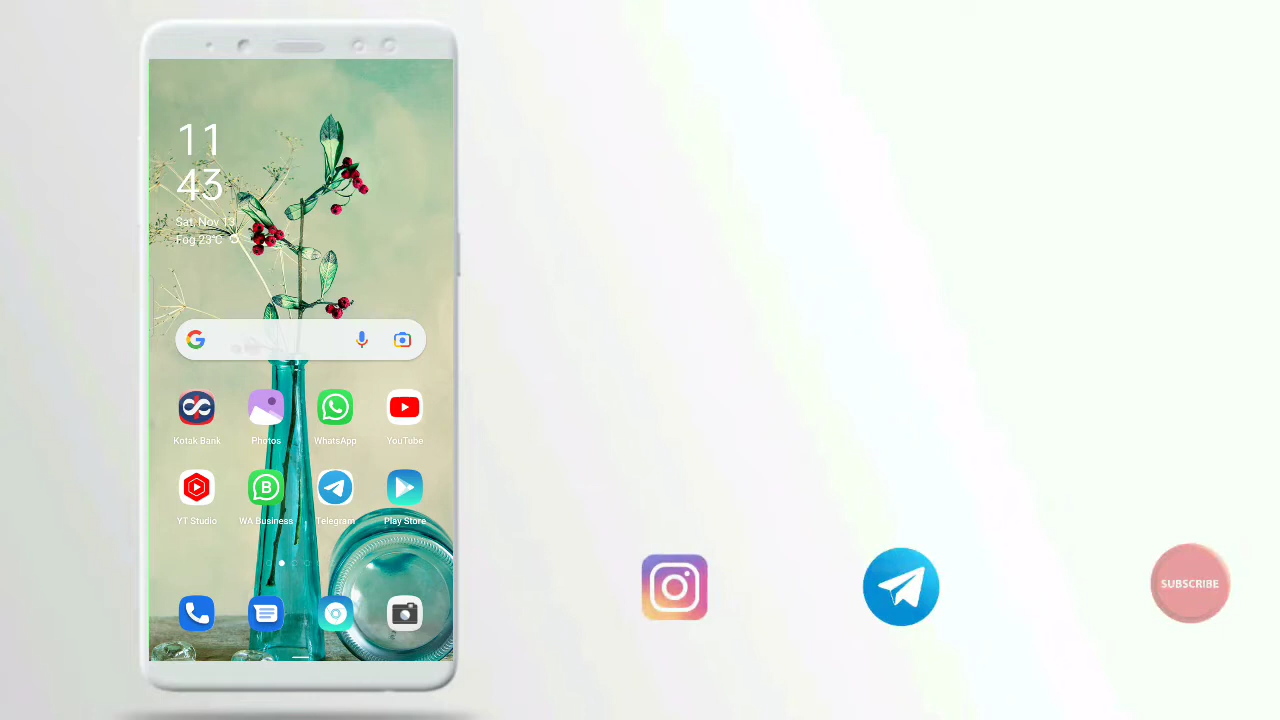 11
43
Sat, Nov 13
Fog 23°C
Kotak Bank
Photos
WhatsApp
YouTube
YT Studio
WA Business
Telegram
Play Store
SUBSCRIBE